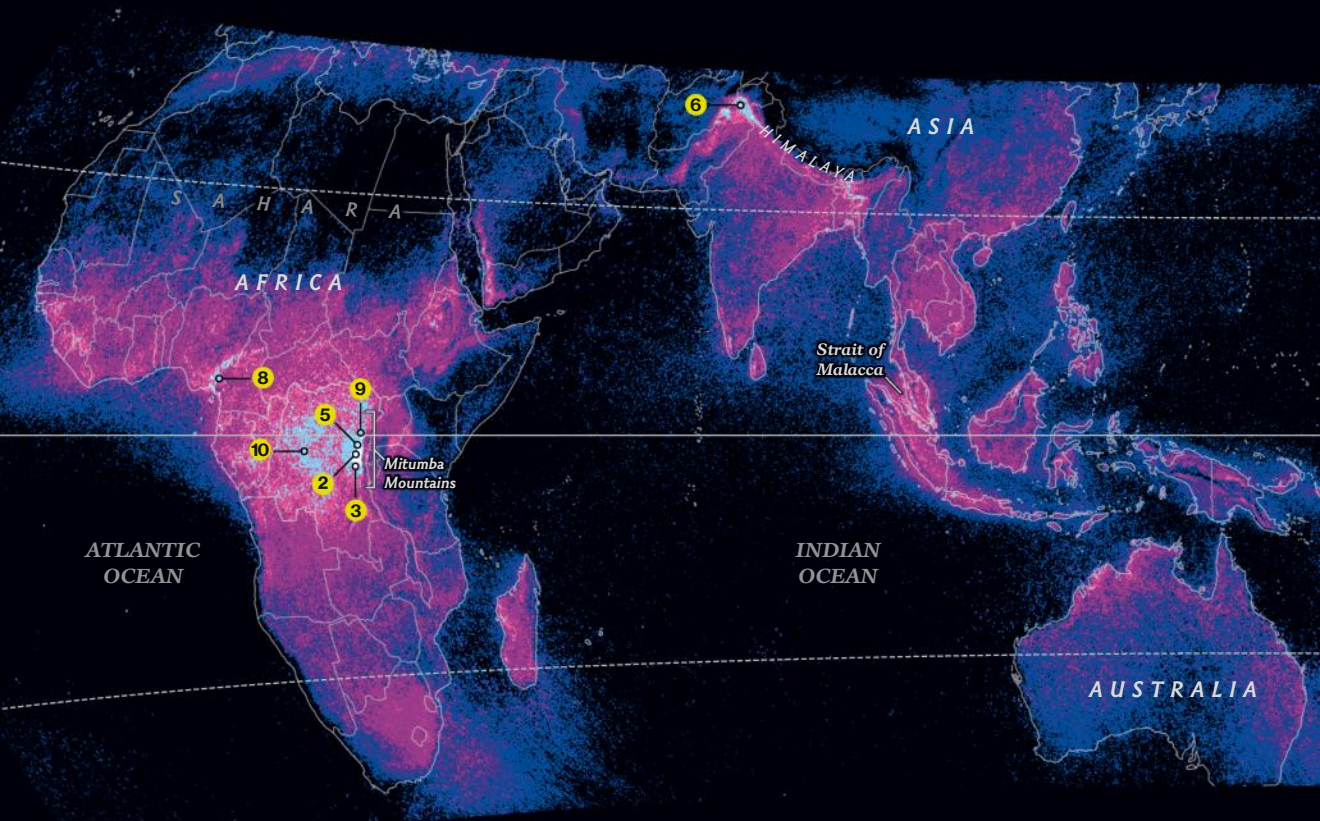 6
ASIA
HIMALAYA
SAHARA
AFRICA
Strait of
Malacca
8
9
5
10
Mitumba
Mountains
2
3
ATLANTIC
OCEAN
INDIAN
OCEAN
AUSTRALIA